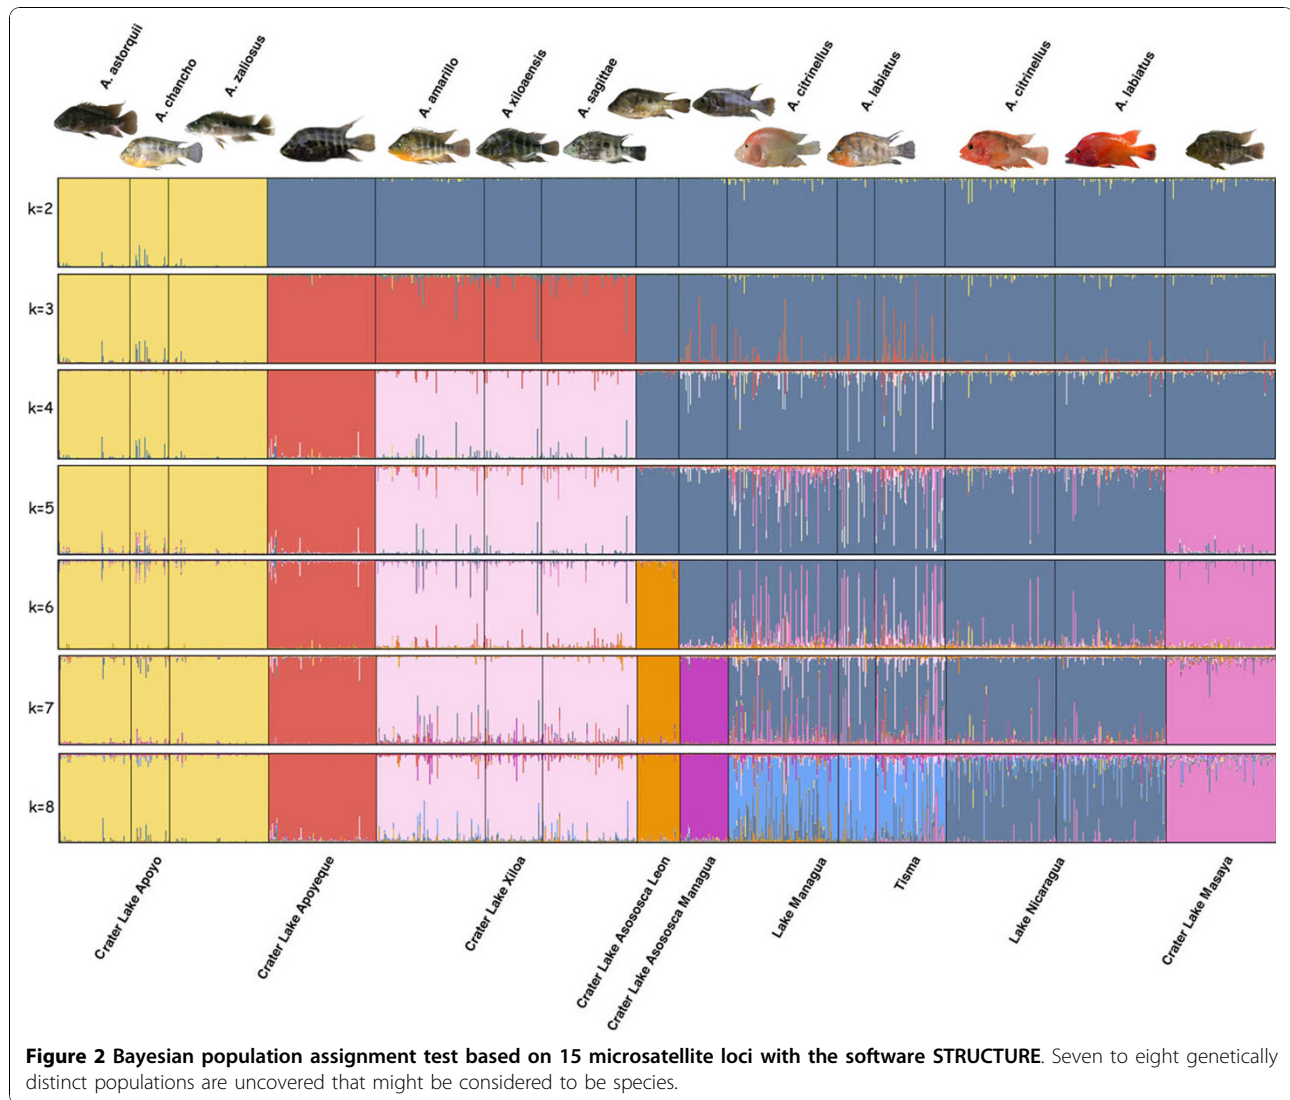 A. astorquii
A. chancho
A. zaliosus
A. amarillo
A xiloaensis
A. sagittae
A. citrinellus
A. labiatus
A. citrinellus
A. labiatus
k=2
k=3
k=4
k=5
k=6
k=7
k=8
Crater Lake Apoyo
Crater Lake Apoyeque
Crater Lake Xiloa
Crater Lake Asososca Leon
Crater Lake Asososca Managua
Lake Managua
Tisma
Lake Nicaragua
Crater Lake Masaya
Figure 2 Bayesian population assignment test based on 15 microsatellite loci with the software STRUCTURE. Seven to eight genetically
distinct populations are uncovered that might be considered to be species.